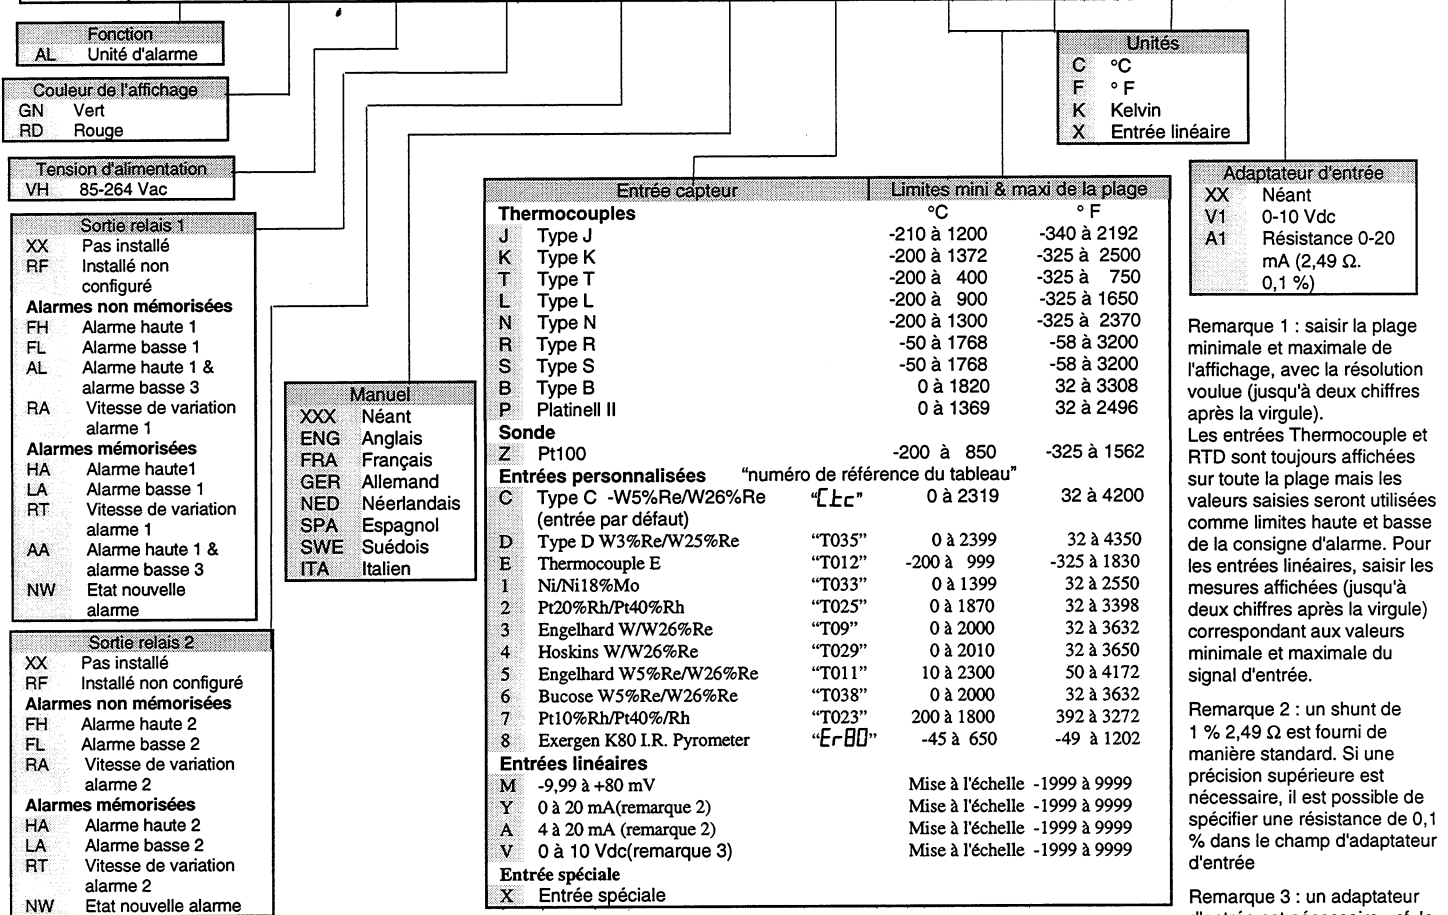 Fonction
AL Unité d'alarme
Couleur de l'affichage
GN Vert
RD Rouge
Tension d'alimentation
VH 85-264 Vac
Sortie relais 1
XX Pas installé
RF Installé non
configuré
Alarmes non mémorisées
FH Alarme haute 1
FL Alarme basse 1
AL Alarme haute 1 &
alarme basse 3
RA Vitesse de variation
alarme 1
Alarmes mémorisées
HA Alarme haute1
LA Alarme basse 1
RT Vitesse de variation
alarme 1
AA Alarme haute 1 &
alarme basse 3
NW Etat nouvelle
alarme
Sortie relais 2
XX Pas installé
RF Installé non configuré
Alarmes non mémorisées
FH Alarme haute 2
FL Alarme basse 2
RA Vitesse de variation
alarme 2
Alarmes mémorisées
HA Alarme haute 2
LA Alarme basse 2
RT Vitesse de variation
alarme 2
NW Etat nouvelle alarme
Manuel
XXX Néant
ENG Anglais
FRA Français
GER Allemand
NED Néerlandais
SPA Espagnol
SWE Suédois
ITA Italien
Entrée capteur Limites mini & maxi de la plage
Thermocouples °C ° F
J Type J -210 à 1200 -340 à 2192
K Type K -200 à 1372 -325 à 2500
T Type T -200 à 400 -325 à 750
L Type L -200 à 900 -325 à 1650
N Type N -200 à 1300 -325 à 2370
R Type R -50 à 1768 -58 à 3200
S Type S -50 à 1768 -58 à 3200
B Type B 0 à 1820 32 à 3308
P Platinell II 0 à 1369 32 à 2496
Sonde
Z Pt100 -200 à 850 -325 à 1562
Entrées personnalisées "numéro de référence du tableau"
C Type C -W5%Re/W26%Re “Ctc” 0 à 2319 32 à 4200
(entrée par défaut)
D Type D W3%Re/W25%Re “T035” 0 à 2399 32 à 4350
E Thermocouple E “T012” -200 à 999 -325 à 1830
1 Ni/Ni18%Mo “T033” 0 à 1399 32 à 2550
2 Pt20%Rh/Pt40%Rh “T025” 0 à 1870 32 à 3398
3 Engelhard W/W26%Re “T09” 0 à 2000 32 à 3632
4 Hoskins W/W26%Re “T029” 0 à 2010 32 à 3650
5 Engelhard W5%Re/W26%Re “T011” 10 à 2300 50 à 4172
6 Bucose W5%Re/W26%Re “T038” 0 à 2000 32 à 3632
7 Pt10%Rh/Pt40%/Rh “T023” 200 à 1800 392 à 3272
8 Exergen K80 I.R. Pyrometer “Er80” -45 à 650 -49 à 1202
Entrées linéaires
M -9,99 à +80 mV Mise à l'échelle -1999 à 9999
Y 0 à 20 mA(remarque 2) Mise à l'échelle -1999 à 9999
A 4 à 20 mA (remarque 2) Mise à l'échelle -1999 à 9999
V 0 à 10 Vdc(remarque 3) Mise à l'échelle -1999 à 9999
Entrée spéciale
X Entrée spéciale
Unités
C °C
F ° F
K Kelvin
X Entrée linéaire
Adaptateur d'entrée
XX Néant
V1 0-10 Vdc
A1 Résistance 0-20
mA (2,49 Ω.
0,1 %)
Remarque 1 : saisir la plage
minimale et maximale de
l'affichage, avec la résolution
voulue (jusqu'à deux chiffres
après la virgule).
Les entrées Thermocouple et
RTD sont toujours affichées
sur toute la plage mais les
valeurs saisies seront utilisées
comme limites haute et basse
de la consigne d'alarme. Pour
les entrées linéaires, saisir les
mesures affichées (jusqu'à
deux chiffres après la virgule)
correspondant aux valeurs
minimale et maximale du
signal d'entrée.
Remarque 2 : un shunt de
1 % 2,49 Ω est fourni de
manière standard. Si une
précision supérieure est
nécessaire, il est possible de
spécifier une résistance de 0,1
% dans le champ d'adaptateur
d'entrée
Remarque 3 : un adaptateur